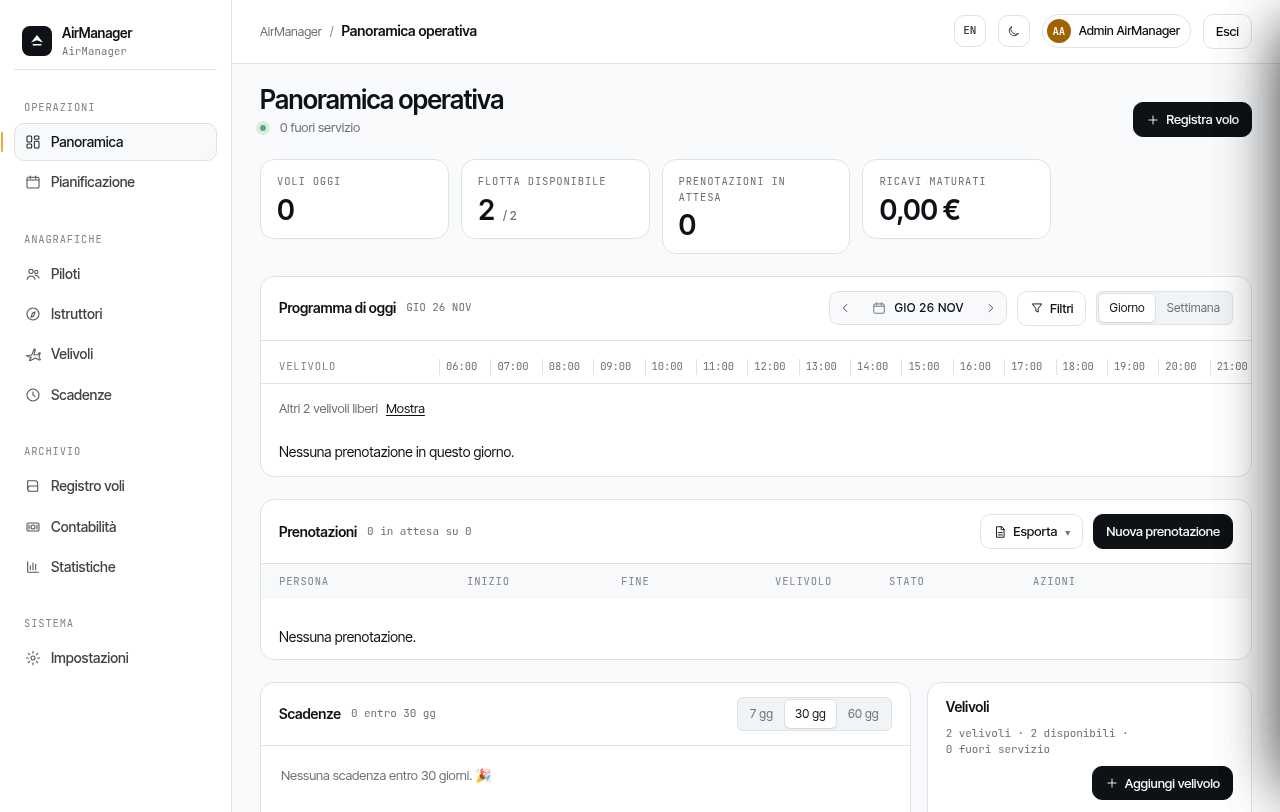 AirManager
AirManager
OPERAZIONI
Panoramica
Pianificazione
ANAGRAFICHE
Piloti
Istruttori
Velivoli
Scadenze
ARCHIVIO
Registro voli
Contabilità
Statistiche
SISTEMA
Impostazioni
AirManager / Panoramica operativa
EN
AA Admin AirManager
Esci
Panoramica operativa
0 fuori servizio
+ Registra volo
VOLI OGGI
0
FLOTTA DISPONIBILE
2 / 2
PRENOTAZIONI IN
ATTESA
0
RICAVI MATURATI
0,00 €
Programma di oggi GIO 26 NOV
GIO 26 NOV
Filtri
Giorno Settimana
VELIVOLO 06:00 07:00 08:00 09:00 10:00 11:00 12:00 13:00 14:00 15:00 16:00 17:00 18:00 19:00 20:00 21:00
Altri 2 velivoli liberi Mostra
Nessuna prenotazione in questo giorno.
Prenotazioni 0 in attesa su 0
Esporta ▾
Nuova prenotazione
PERSONA INIZIO FINE VELIVOLO STATO AZIONI
Nessuna prenotazione.
Scadenze 0 entro 30 gg
7 gg 30 gg 60 gg
Nessuna scadenza entro 30 giorni. 🎉
Velivoli
2 velivoli · 2 disponibili ·
0 fuori servizio
+ Aggiungi velivolo